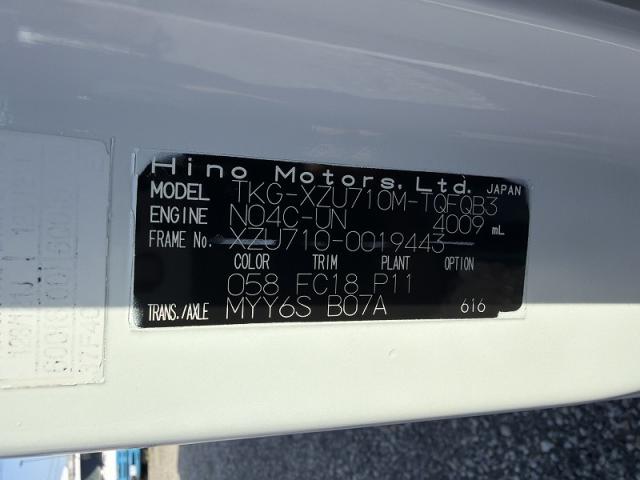 Hino Motors, Ltd. JAPAN
MODEL TKG-XZU710M-TQFQB3
ENGINE N04C-UN 4009 mL
FRAME No. XZU710-0019443
COLOR TRIM PLANT OPTION
058 FC18 P11
TRANS./AXLE MYY6S B07A 616